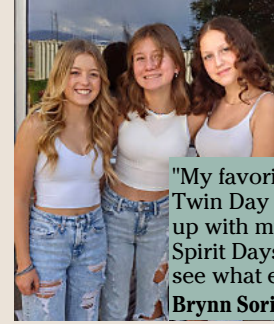 "My favori
Twin Day
up with m
Spirit Days
see what e
Brynn Sori